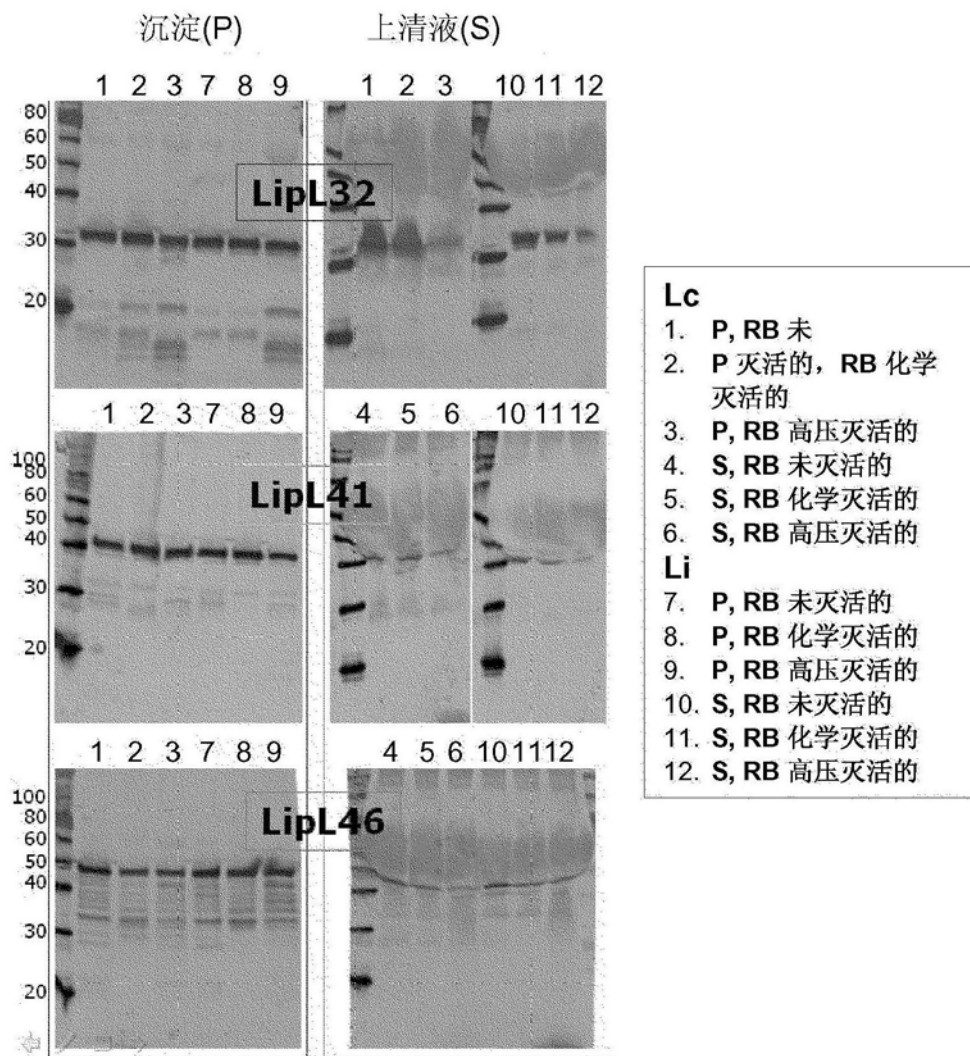 沉淀(P) 上清液(S)
1 2 3 7 8 9 1 2 3 10 11 12
80
60
50
40
30
20
LipL32
1 2 3 7 8 9 4 5 6 10 11 12
100
80
60
50
40
30
20
LipL41
1 2 3 7 8 9 4 5 6 10 11 12
100
80
60
50
40
30
20
LipL46
Lc
1. P, RB 未
2. P 灭活的，RB 化学
灭活的
3. P, RB 高压灭活的
4. S, RB 未灭活的
5. S, RB 化学灭活的
6. S, RB 高压灭活的
Li
7. P, RB 未灭活的
8. P, RB 化学灭活的
9. P, RB 高压灭活的
10. S, RB 未灭活的
11. S, RB 化学灭活的
12. S, RB 高压灭活的